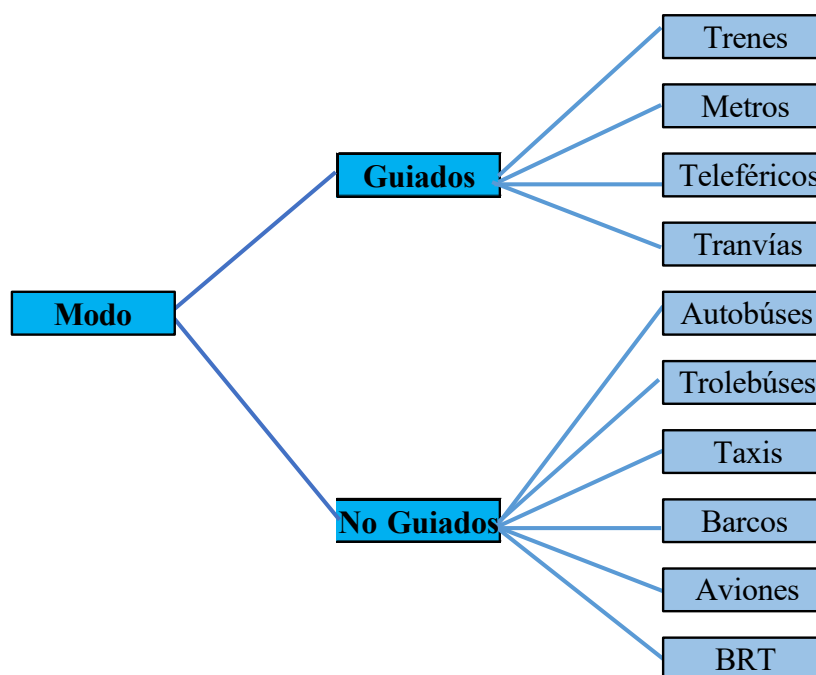 Modo
Guiados
Trenes
Metros
Teleféricos
Tranvías
No Guiados
Autobúses
Trolebúses
Taxis
Barcos
Aviones
BRT